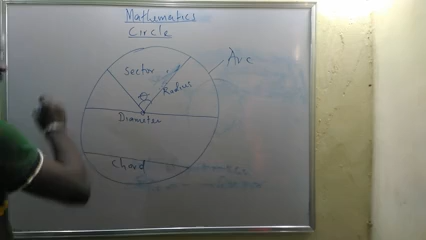 Mathematics
Circle
Arc
Sector
Radius
θ
Diameter
Chord